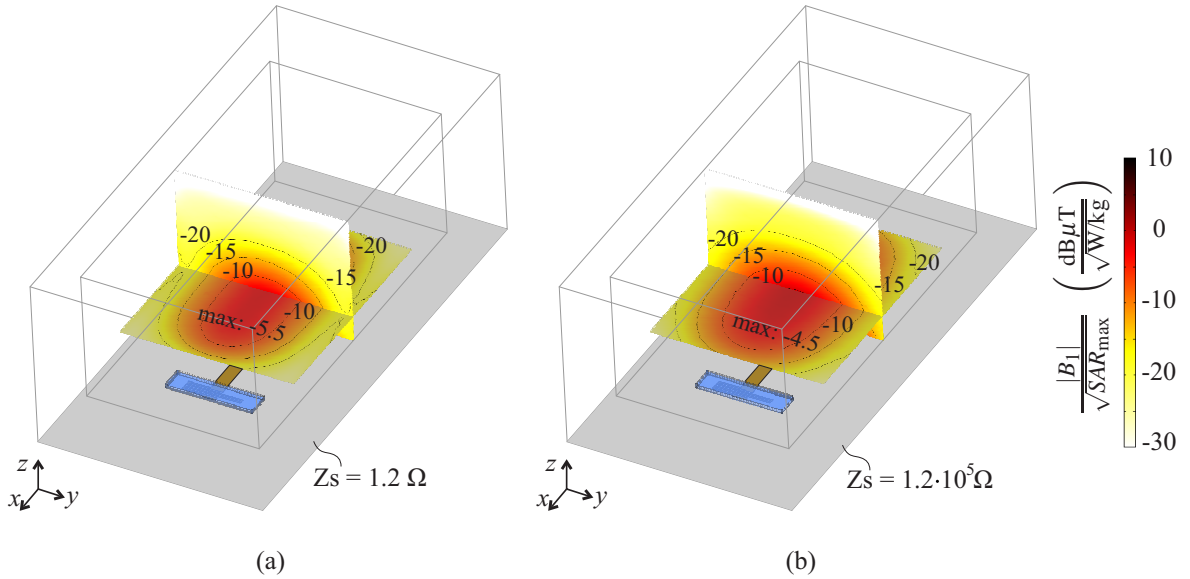 -20
-15
-10
-20
-15
-10
max: -5.5
Zs = 1.2 Ω
z
x
y
(a)
-20
-15
-10
-20
-15
-10
max: -4.5
Zs = 1.2·10⁵Ω
z
x
y
(b)
|B₁| / √SAR_max (dBµT / √W/kg)
10
0
-10
-20
-30